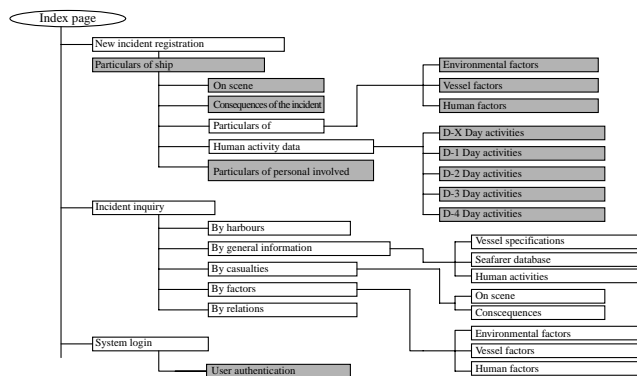 Index page
New incident registration
Particulars of ship
Environmental factors
On scene
Vessel factors
Consequences of the incident
Human factors
Particulars of
D-X Day activities
Human activity data
D-1 Day activities
Particulars of personal involved
D-2 Day activities
D-3 Day activities
D-4 Day activities
Incident inquiry
By harbours
Vessel specifications
By general information
Seafarer database
By casualties
Human activities
By factors
On scene
By relations
Conscequences
System login
Environmental factors
Vessel factors
User authentication
Human factors